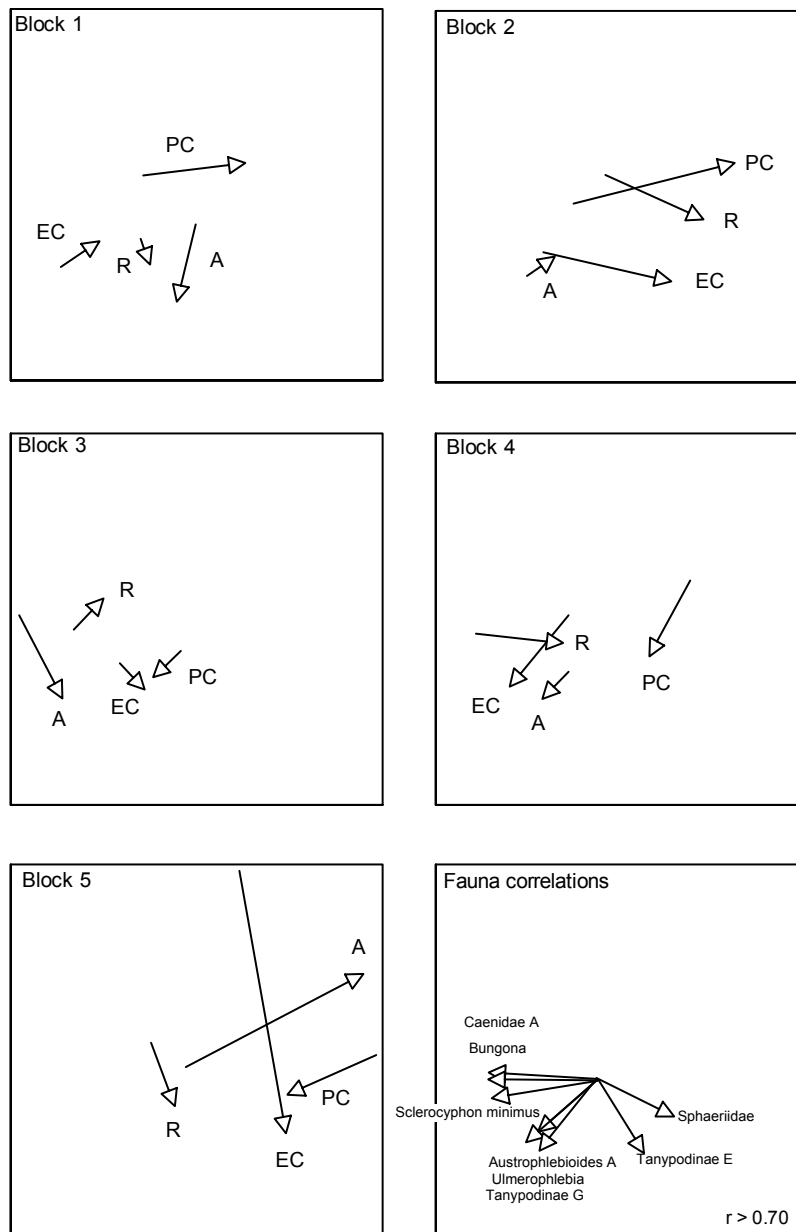 Block 1
PC
EC
R
A
Block 2
PC
R
A
EC
Block 3
R
PC
EC
A
Block 4
R
EC
PC
A
Block 5
A
PC
R
EC
Fauna correlations
Caenidae A
Bungona
Sclerocyphon minimus
Sphaeriidae
Austrophlebioides A
Tanypodinae E
Ulmerophlebia
Tanypodinae G
r > 0.70